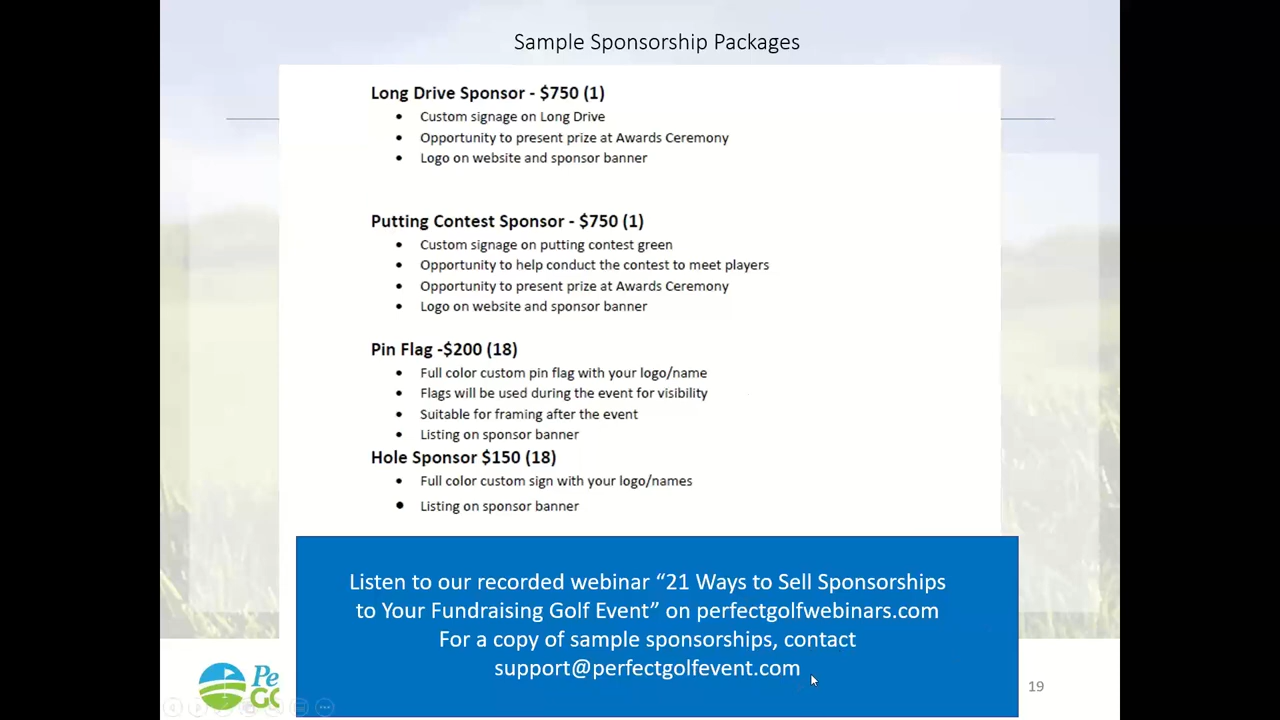 Sample Sponsorship Packages
Long Drive Sponsor - $750 (1)
• Custom signage on Long Drive
• Opportunity to present prize at Awards Ceremony
• Logo on website and sponsor banner
Putting Contest Sponsor - $750 (1)
• Custom signage on putting contest green
• Opportunity to help conduct the contest to meet players
• Opportunity to present prize at Awards Ceremony
• Logo on website and sponsor banner
Pin Flag -$200 (18)
• Full color custom pin flag with your logo/name
• Flags will be used during the event for visibility
• Suitable for framing after the event
• Listing on sponsor banner
Hole Sponsor $150 (18)
• Full color custom sign with your logo/names
• Listing on sponsor banner
Listen to our recorded webinar “21 Ways to Sell Sponsorships
to Your Fundraising Golf Event” on perfectgolfwebinars.com
For a copy of sample sponsorships, contact
support@perfectgolfevent.com
Pe
GO
19